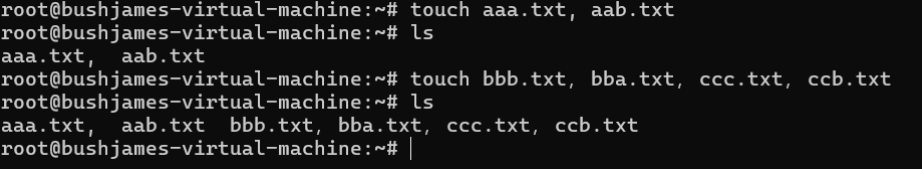 root@bushjames-virtual-machine:~# touch aaa.txt, aab.txt
root@bushjames-virtual-machine:~# ls
aaa.txt,  aab.txt
root@bushjames-virtual-machine:~# touch bbb.txt, bba.txt, ccc.txt, ccb.txt
root@bushjames-virtual-machine:~# ls
aaa.txt,  aab.txt  bbb.txt, bba.txt, ccc.txt, ccb.txt
root@bushjames-virtual-machine:~#